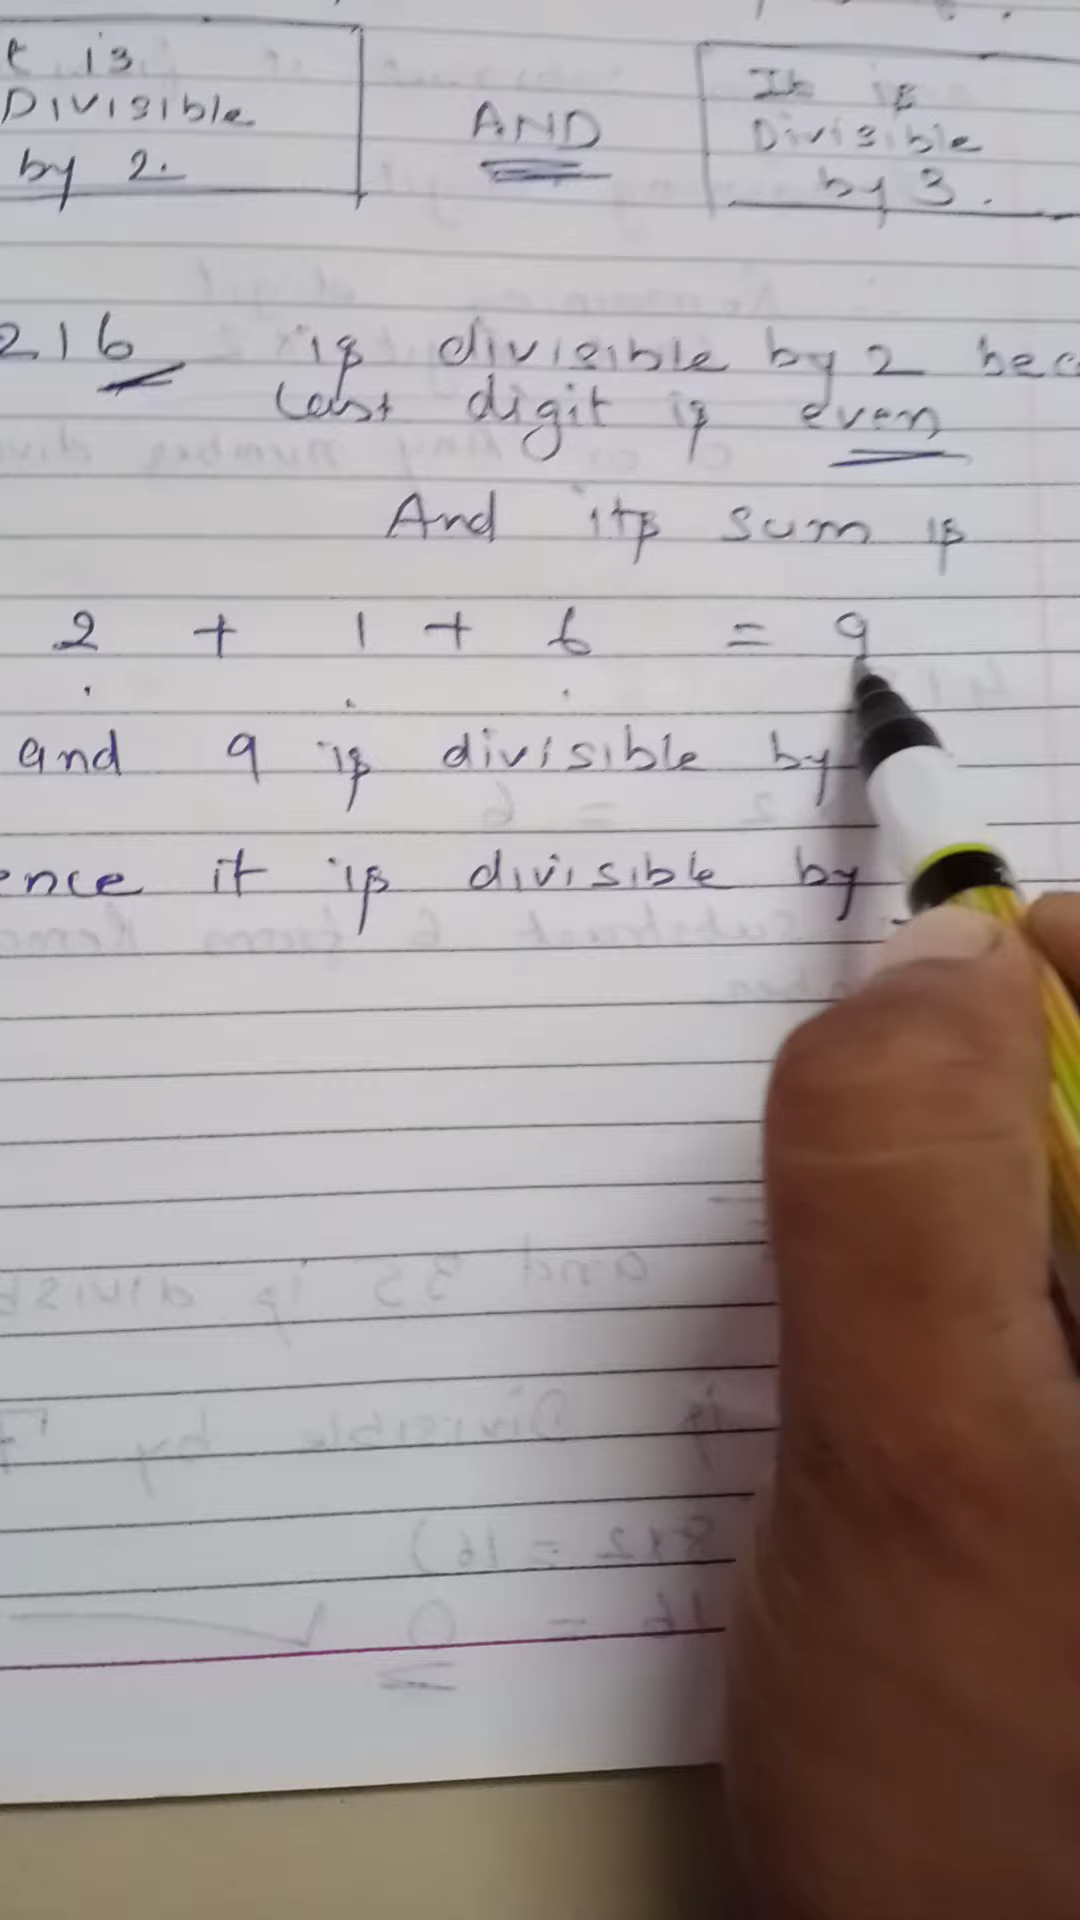 t is
Divisible
by 2.
AND
It is
Divisible
by 3.
216 is divisible by 2 bec
last digit is even
And its sum is
2 + 1 + 6 = 9
and 9 is divisible by
ence it is divisible by